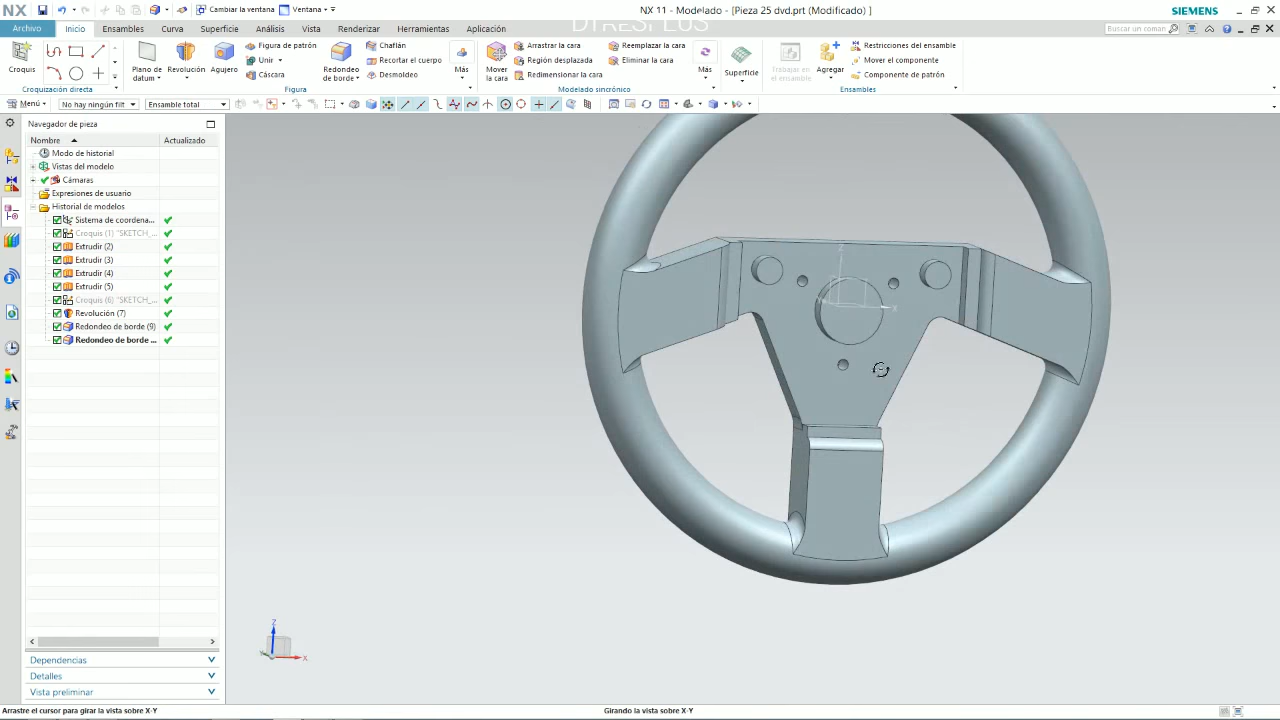 NX
Cambiar la ventana
Ventana
NX 11 - Modelado - [Pieza 25 dvd.prt (Modificado) ]
SIEMENS
DTRESPLUS
Archivo
Inicio
Ensambles
Curva
Superficie
Análisis
Vista
Renderizar
Herramientas
Aplicación
Buscar un coman
Croquis
Plano de datum
Revolución
Agujero
Figura de patrón
Unir
Cáscara
Redondeo de borde
Chaflán
Recortar el cuerpo
Desmoldeo
Más
Mover la cara
Arrastrar la cara
Región desplazada
Redimensionar la cara
Reemplazar la cara
Eliminar la cara
Más
Superficie
Trabajar en el ensamble
Agregar
Restricciones del ensamble
Mover el componente
Componente de patrón
Croquización directa
Figura
Modelado sincrónico
Ensambles
Menú
No hay ningún filt
Ensamble total
Navegador de pieza
Nombre
Actualizado
Modo de historial
Vistas del modelo
Cámaras
Expresiones de usuario
Historial de modelos
Sistema de coordena...
Croquis (1) "SKETCH_...
Extrudir (2)
Extrudir (3)
Extrudir (4)
Extrudir (5)
Croquis (6) "SKETCH_...
Revolución (7)
Redondeo de borde (9)
Redondeo de borde ...
Z
X
Z
Y
X
Dependencias
Detalles
Vista preliminar
Arrastre el cursor para girar la vista sobre X-Y
Girando la vista sobre X-Y